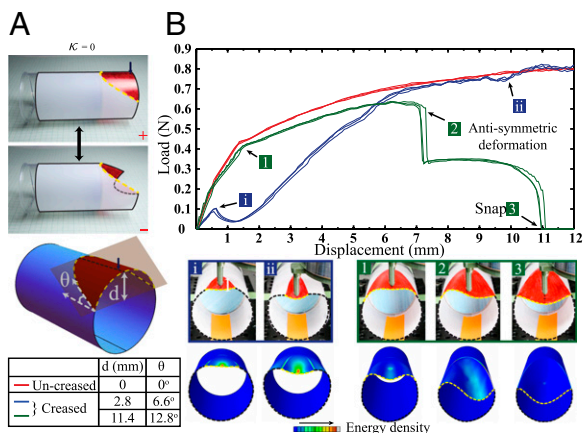 A
κ = 0
+
−
θ
d
d (mm) θ
Un-creased 0 0°
} Creased 2.8 6.6°
11.4 12.8°
B
Load (N)
0.9
0.8
0.7
0.6
0.5
0.4
0.3
0.2
0.1
0
1 2 3 4 5 6 7 8 9 10 11 12
Displacement (mm)
i
ii
1
2
Anti-symmetric
deformation
Snap 3
i ii 1 2 3
Energy density